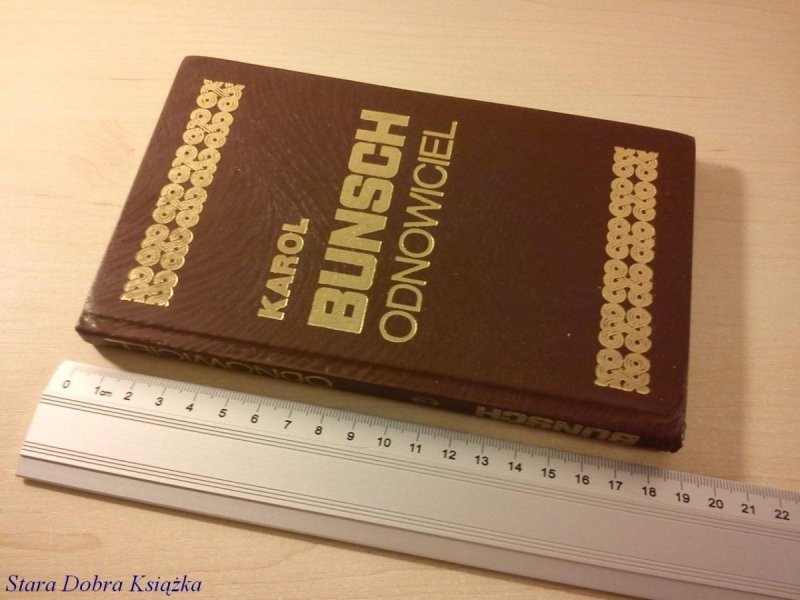 KAROL
BUNSCH
ODNOWICIEL
ODNOWICIEL
BUNSCH
0 1cm 2 3 4 5 6 7 8 9 10 11 12 13 14 15 16 17 18 19 20 21 22
Stara Dobra Książka